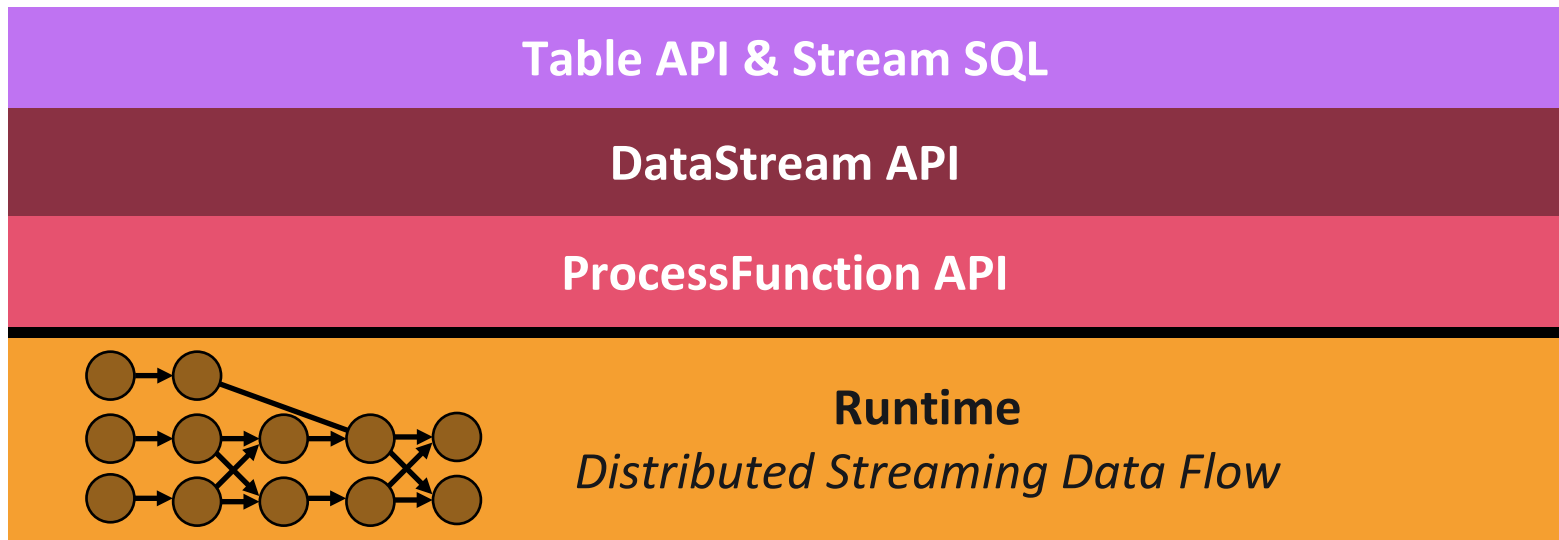 Table API & Stream SQL
DataStream API
ProcessFunction API
Runtime
Distributed Streaming Data Flow